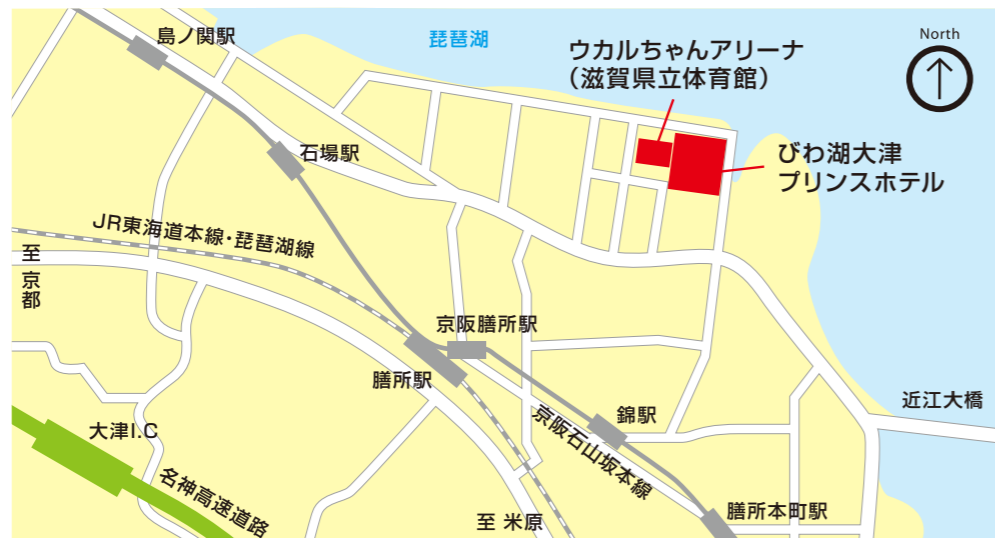 島ノ関駅
琵琶湖
ウカルちゃんアリーナ
（滋賀県立体育館）
North
石場駅
びわ湖大津
プリンスホテル
JR東海道本線・琵琶湖線
至京都
京阪膳所駅
膳所駅
近江大橋
錦駅
大津I.C
京阪石山坂本線
名神高速道路
至 米原
膳所本町駅